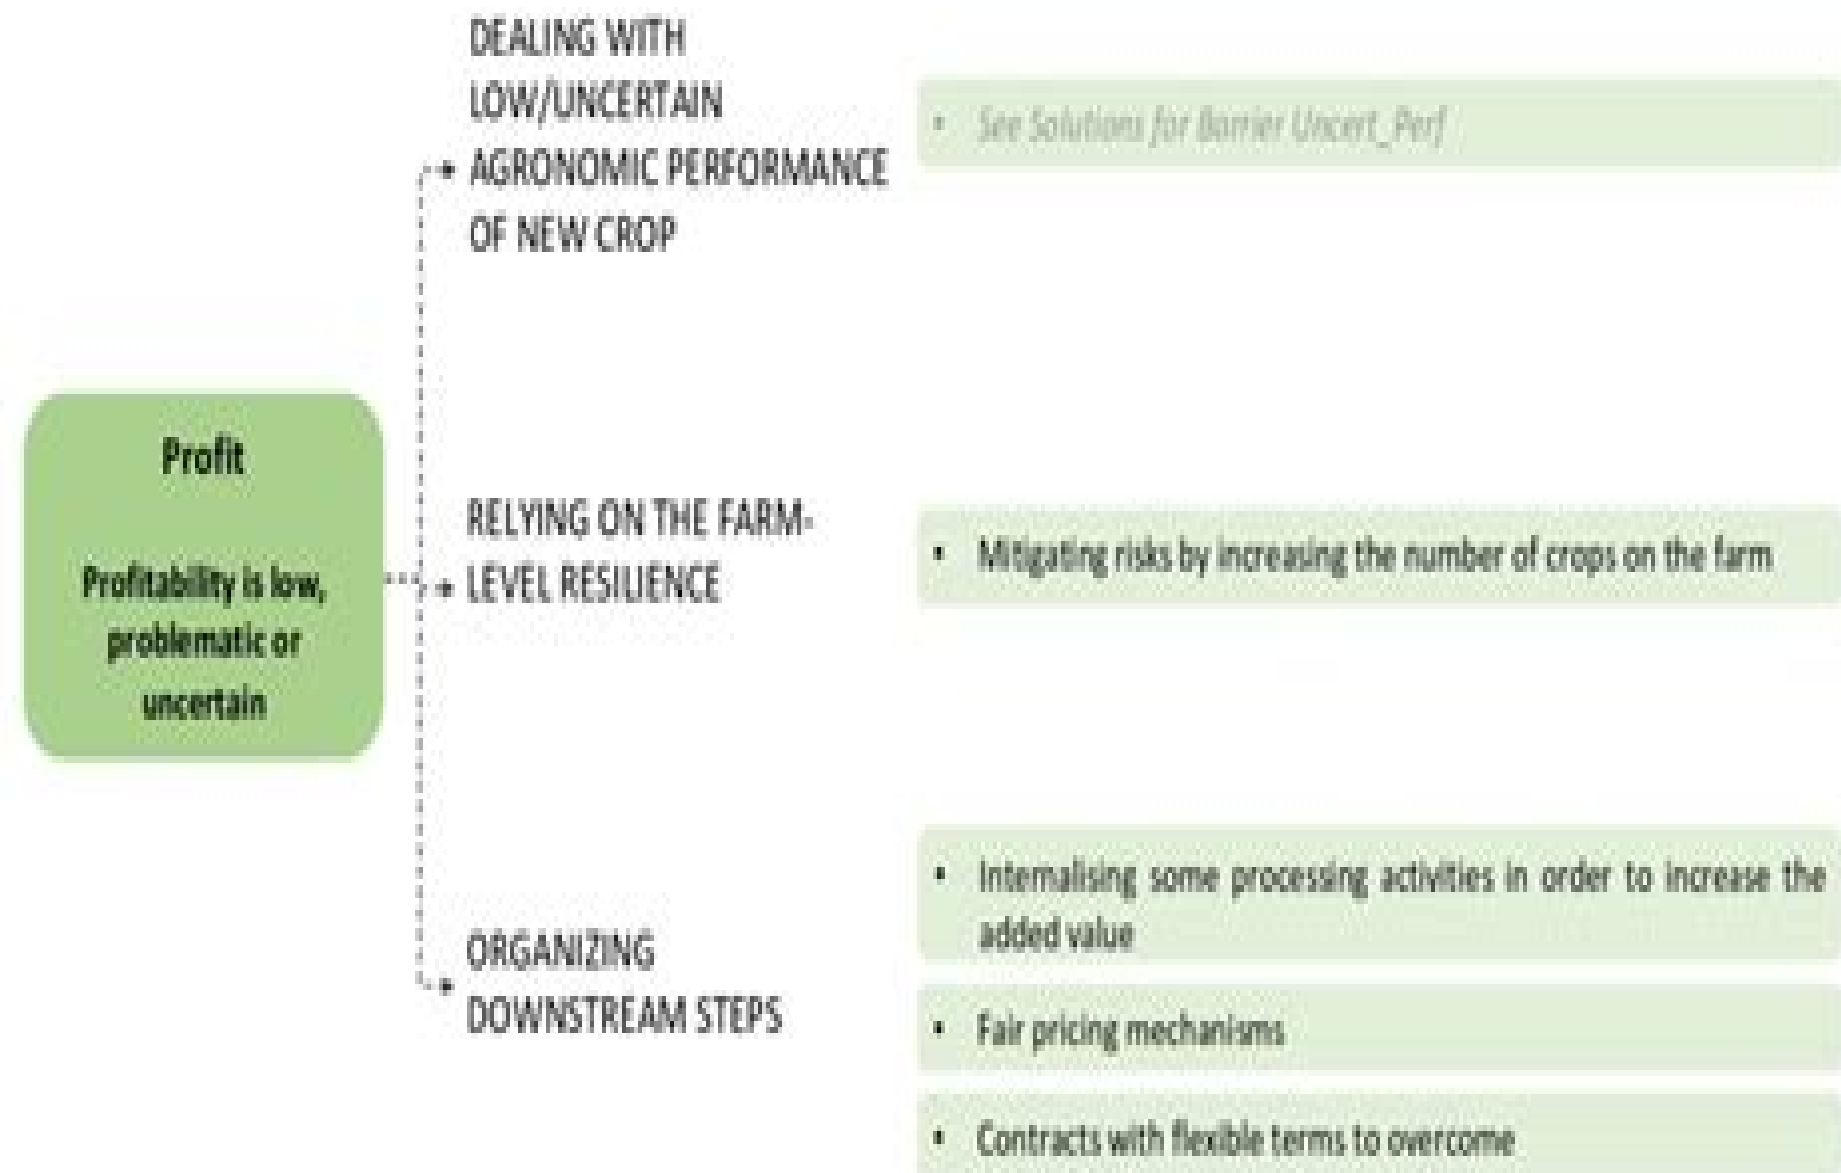 Profit
Profitability is low,
problematic or
uncertain
DEALING WITH
LOW/UNCERTAIN
AGRONOMIC PERFORMANCE
OF NEW CROP
• See Solutions for Barrier Uncert_Perf
RELYING ON THE FARM-
LEVEL RESILIENCE
• Mitigating risks by increasing the number of crops on the farm
ORGANIZING
DOWNSTREAM STEPS
• Internalising some processing activities in order to increase the
added value
• Fair pricing mechanisms
• Contracts with flexible terms to overcome